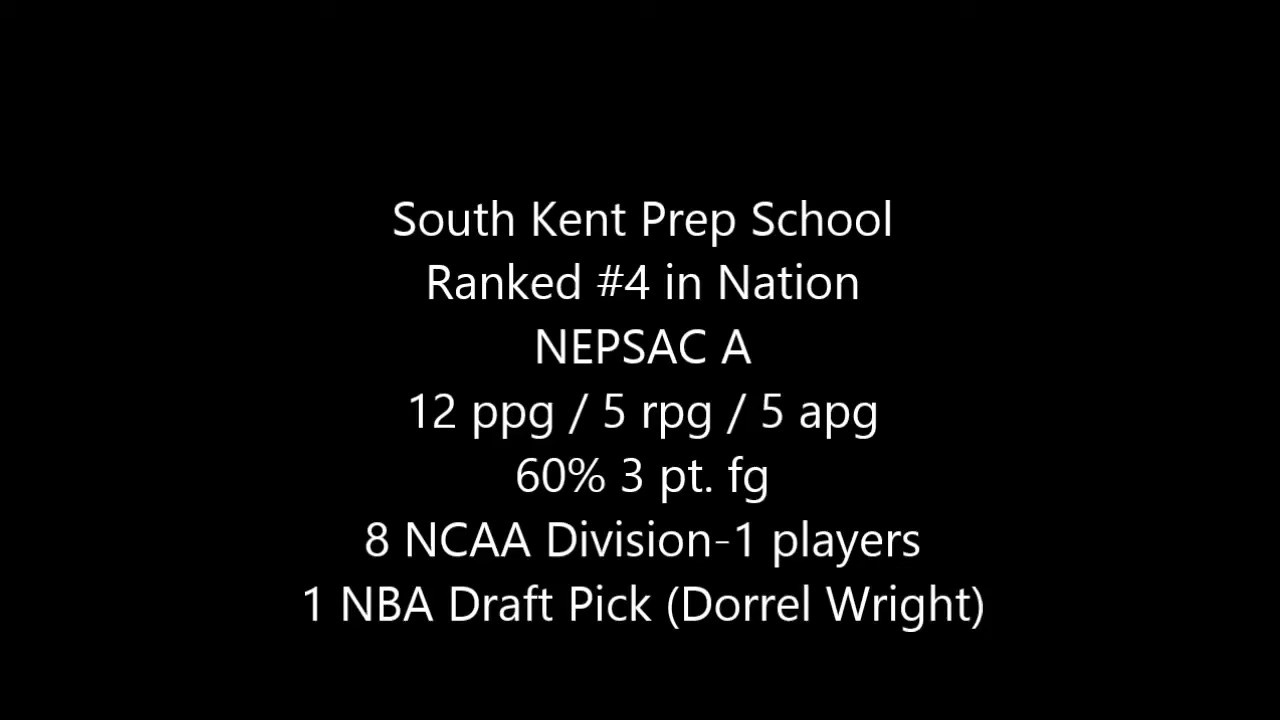 South Kent Prep School
Ranked #4 in Nation
NEPSAC A
12 ppg / 5 rpg / 5 apg
60% 3 pt. fg
8 NCAA Division-1 players
1 NBA Draft Pick (Dorrel Wright)